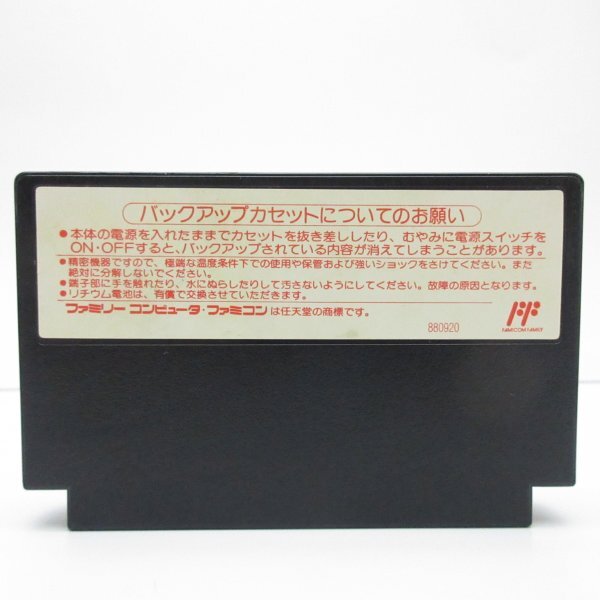 バックアップカセットについてのお願い
●本体の電源を入れたままでカセットを抜き差ししたり、むやみに電源スイッチを
ON・OFFすると、バックアップされている内容が消えてしまうことがあります。
●精密機器ですので、極端な温度条件下での使用や保管および強いショックをさけてください。また
絶対に分解しないでください。
●端子部に手を触れたり、水にぬらしたりして汚さないようにしてください。故障の原因となります。
●リチウム電池は、有償で交換させていただきます。
ファミリーコンピュータ・ファミコンは任天堂の商標です。
880920
FAMICOM FAMILY